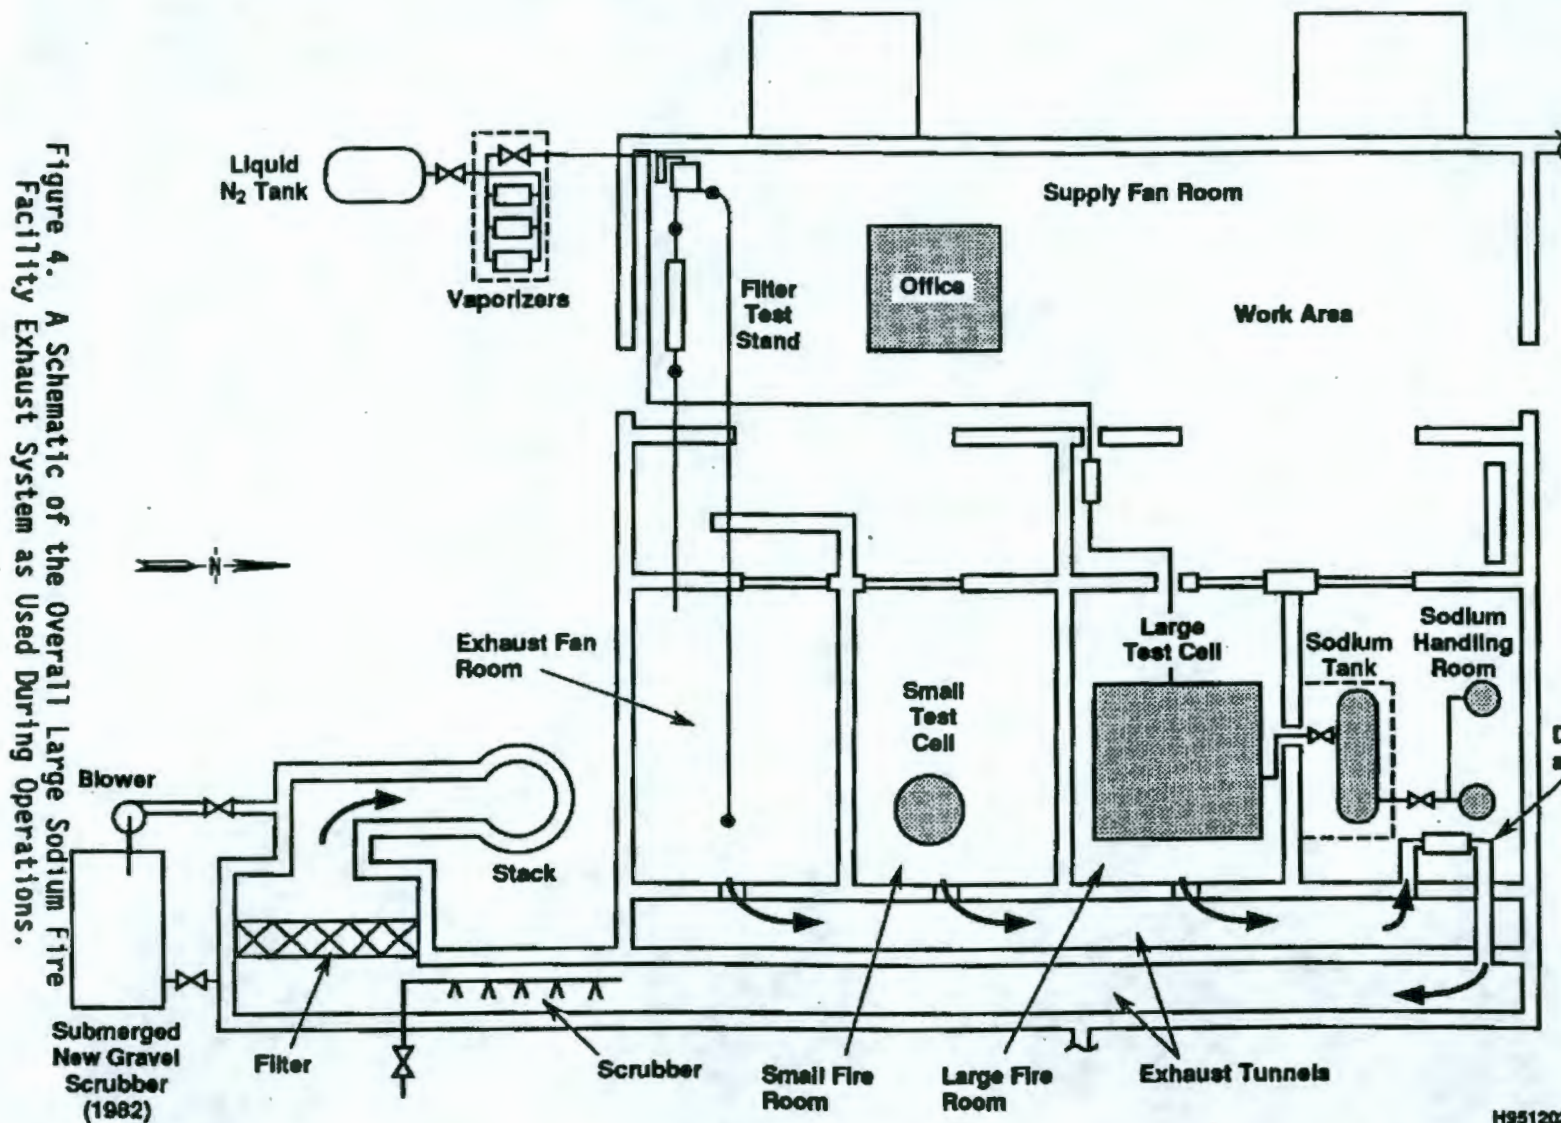 Liquid
N2 Tank
Vaporizers
Supply Fan Room
Filter
Test
Stand
Office
Work Area
N
Exhaust Fan
Room
Small
Test
Cell
Large
Test Cell
Sodium
Tank
Sodium
Handling
Room
Blower
Stack
Submerged
New Gravel
Scrubber
(1982)
Filter
Scrubber
Small Fire
Room
Large Fire
Room
Exhaust Tunnels
Figure 4. A Schematic of the Overall Large Sodium Fire
Facility Exhaust System as Used During Operations.